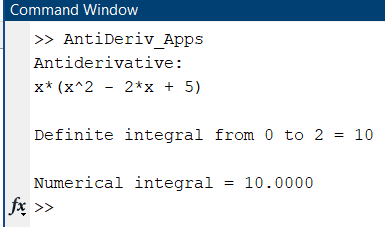 Command Window
>> AntiDeriv_Apps
Antiderivative:
x*(x^2 - 2*x + 5)
Definite integral from 0 to 2 = 10
Numerical integral = 10.0000
fx >>